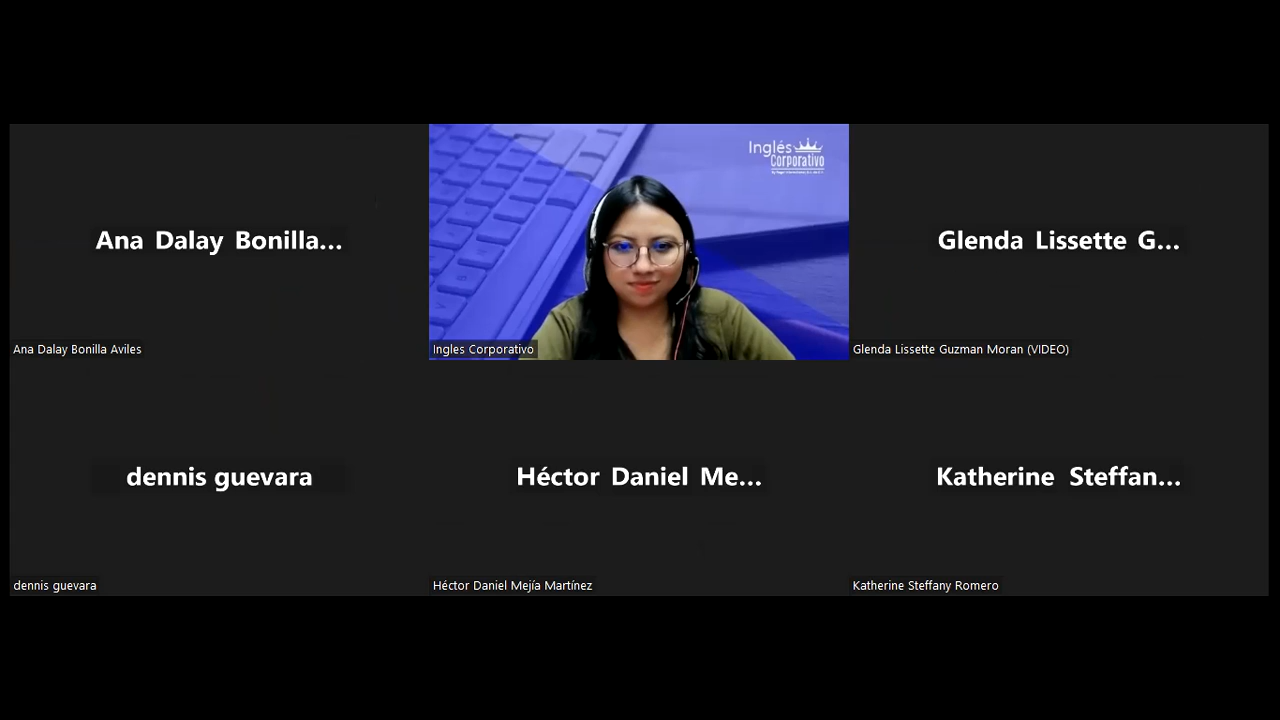 Ana Dalay Bonilla...
Ana Dalay Bonilla Aviles
Inglés
Corporativo
Ingles Corporativo
Glenda Lissette G...
Glenda Lissette Guzman Moran (VIDEO)
dennis guevara
dennis guevara
Héctor Daniel Me...
Héctor Daniel Mejía Martínez
Katherine Steffan...
Katherine Steffany Romero